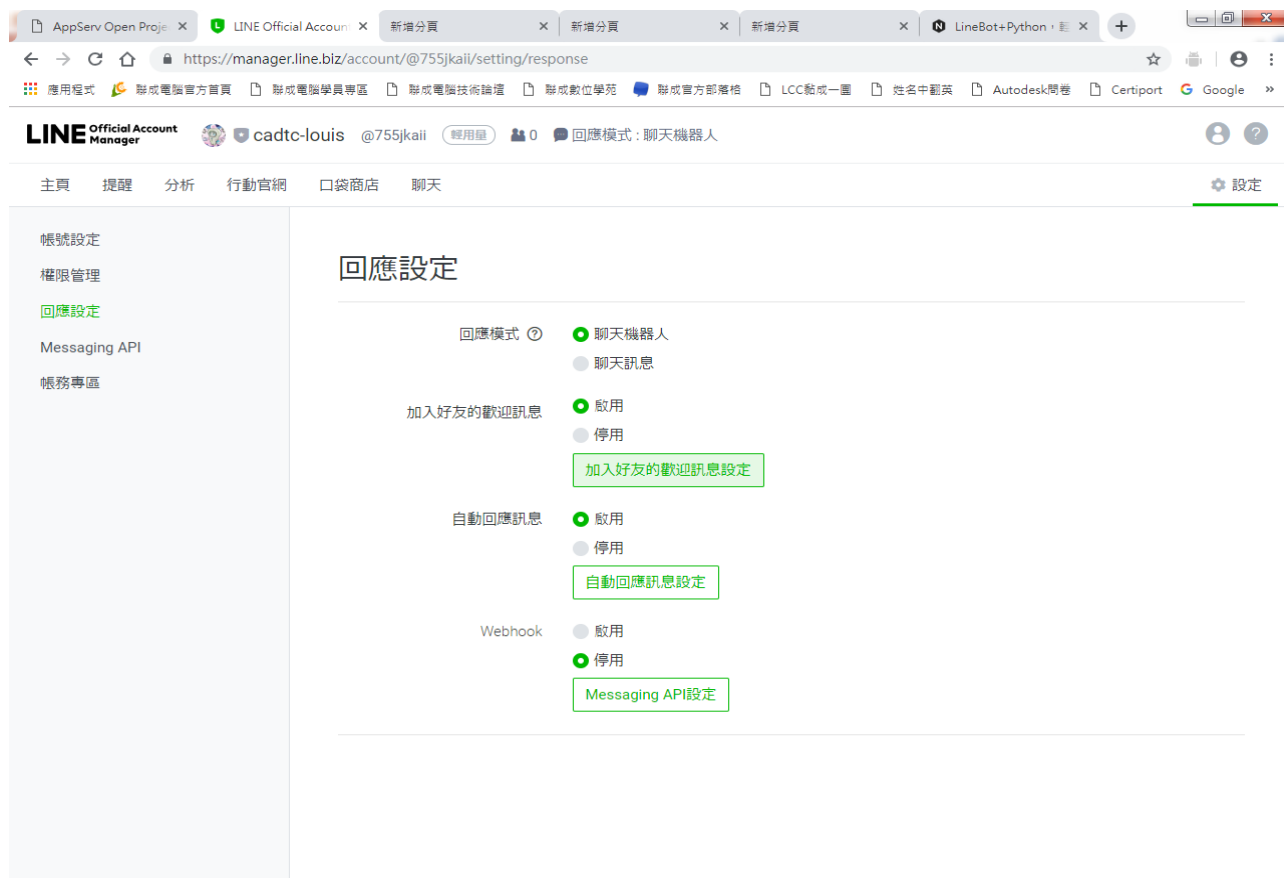 AppServ Open Proje
LINE Official Accoun
新增分頁
新增分頁
新增分頁
LineBot+Python，輕
https://manager.line.biz/account/@755jkaii/setting/response
應用程式 聯成電腦官方首頁 聯成電腦學員專區 聯成電腦技術論壇 聯成數位學苑 聯成官方部落格 LCC黏成一團 姓名中翻英 Autodesk問卷 Certiport Google »
LINE Official Account Manager cadtc-louis @755jkaii 輕用量 0 回應模式 : 聊天機器人
主頁 提醒 分析 行動官網 口袋商店 聊天 設定
帳號設定
權限管理
回應設定
Messaging API
帳務專區
回應設定
回應模式 ? 聊天機器人
聊天訊息
加入好友的歡迎訊息 啟用
停用
加入好友的歡迎訊息設定
自動回應訊息 啟用
停用
自動回應訊息設定
Webhook 啟用
停用
Messaging API設定